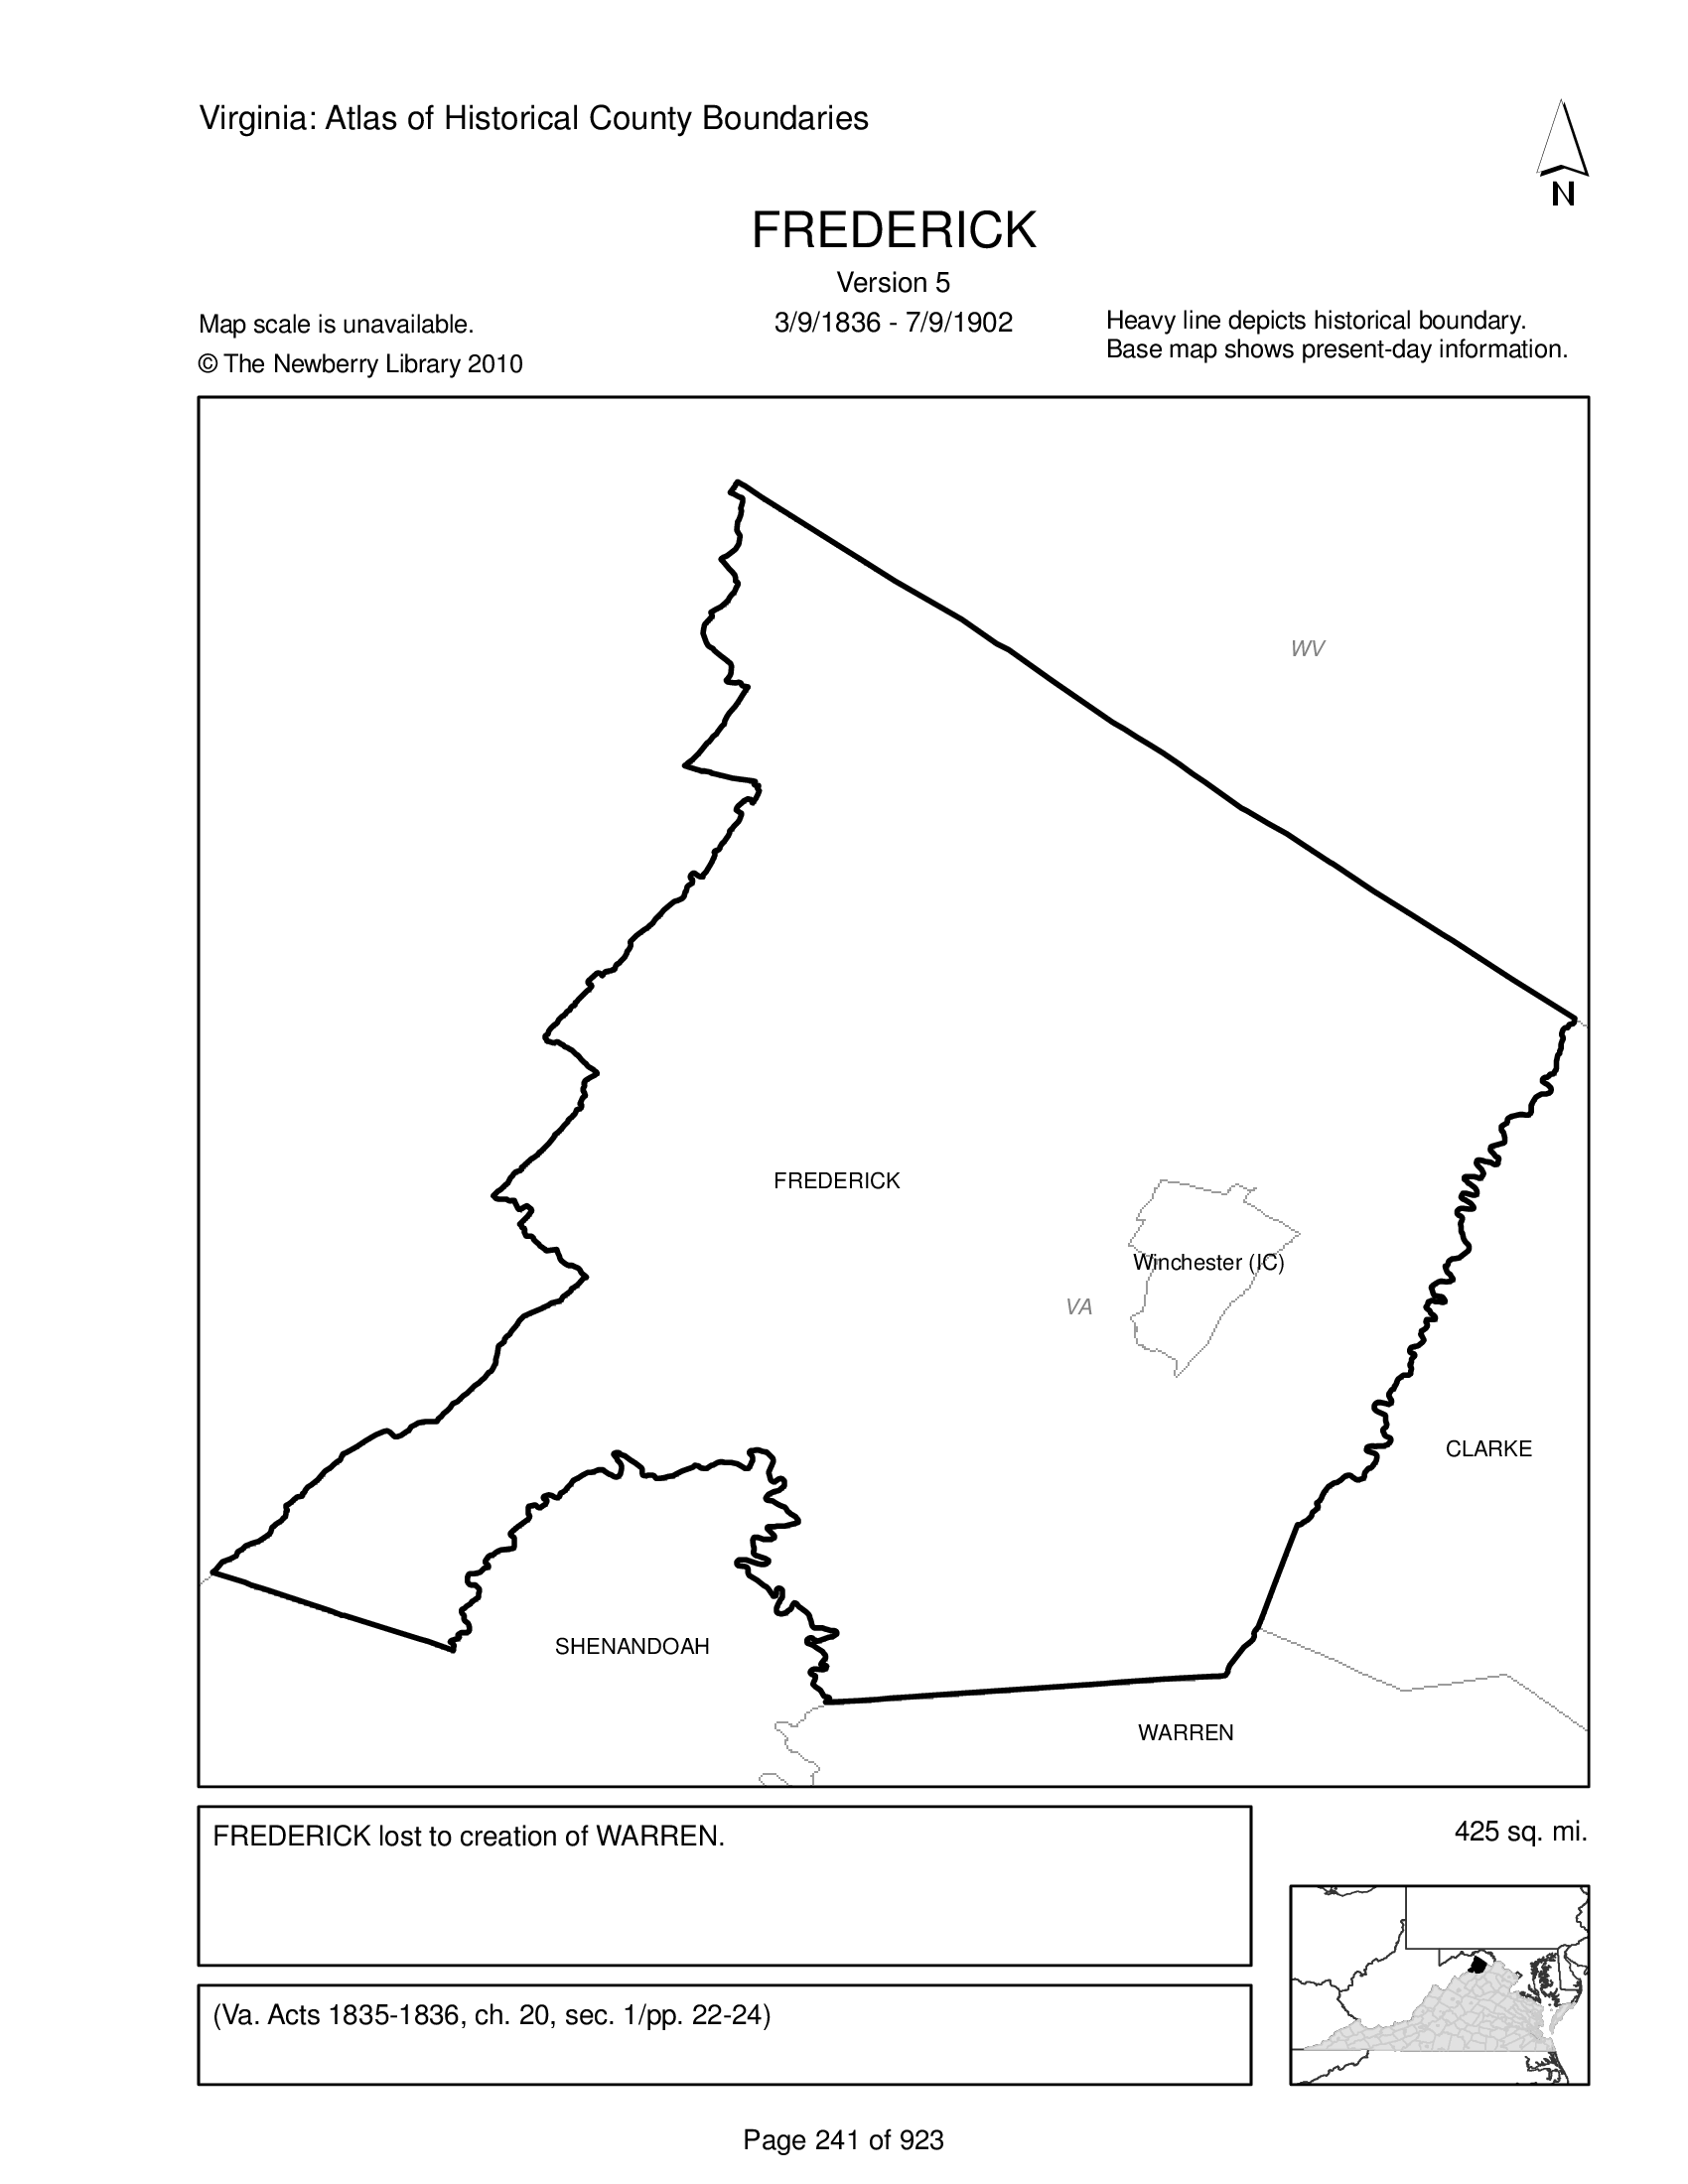 Virginia: Atlas of Historical County Boundaries
N
FREDERICK
Version 5
3/9/1836 - 7/9/1902
Map scale is unavailable.
© The Newberry Library 2010
Heavy line depicts historical boundary.
Base map shows present-day information.
WV
FREDERICK
Winchester (IC)
VA
CLARKE
SHENANDOAH
WARREN
FREDERICK lost to creation of WARREN.
425 sq. mi.
(Va. Acts 1835-1836, ch. 20, sec. 1/pp. 22-24)
Page 241 of 923